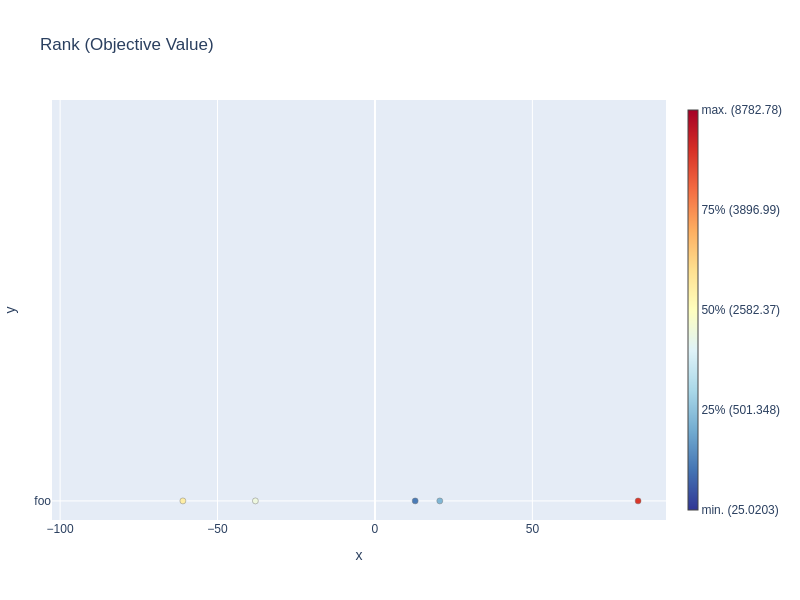 Rank (Objective Value)
max. (8782.78)
75% (3896.99)
50% (2582.37)
25% (501.348)
min. (25.0203)
y
foo
−100
−50
0
50
x